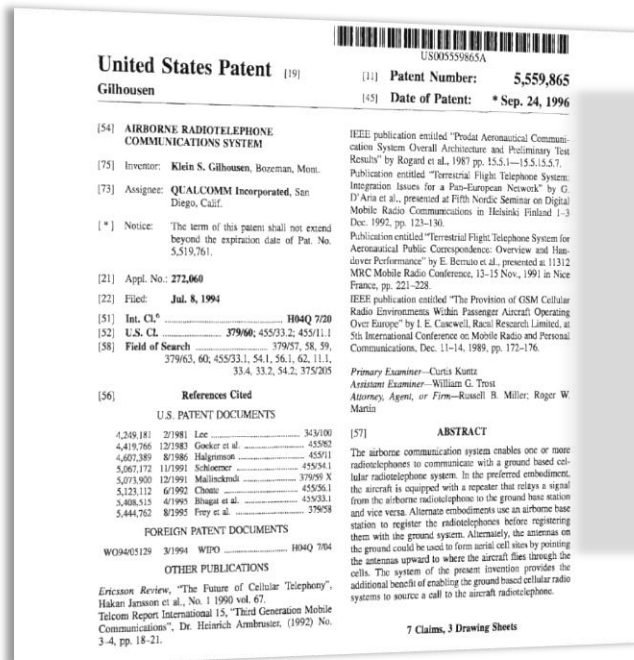 US005559865A
United States Patent [19]
Gilhousen
[11] Patent Number: 5,559,865
[45] Date of Patent: * Sep. 24, 1996
[54] AIRBORNE RADIOTELEPHONE
COMMUNICATIONS SYSTEM
[75] Inventor: Klein S. Gilhousen, Bozeman, Mont.
[73] Assignee: QUALCOMM Incorporated, San
Diego, Calif.
[*] Notice: The term of this patent shall not extend
beyond the expiration date of Pat. No.
5,519,761.
[21] Appl. No.: 272,060
[22] Filed: Jul. 8, 1994
[51] Int. Cl.6 ............................ H04Q 7/20
[52] U.S. Cl. .................. 379/60; 455/33.2; 455/11.1
[58] Field of Search .................... 379/57, 58, 59,
379/63, 60; 455/33.1, 54.1, 56.1, 62, 11.1,
33.4, 33.2, 54.2; 375/205
[56] References Cited
U.S. PATENT DOCUMENTS
4,249,181 2/1981 Lee ............................ 343/100
4,419,766 12/1983 Goeker et al. .................... 455/62
4,607,389 8/1986 Halgrimson ...................... 455/11
5,067,172 11/1991 Schloemer ...................... 455/54.1
5,073,900 12/1991 Mallinckrodt .................... 379/59 X
5,123,112 6/1992 Choate .......................... 455/56.1
5,408,515 4/1995 Bhagat et al. .................... 455/33.1
5,444,762 8/1995 Frey et al. ...................... 379/58
FOREIGN PATENT DOCUMENTS
WO94/05129 3/1994 WIPO ........................ H04Q 7/04
OTHER PUBLICATIONS
Ericsson Review, "The Future of Cellular Telephony",
Hakan Jansson et al., No. 1 1990 vol. 67.
Telcom Report International 15, "Third Generation Mobile
Communications", Dr. Heinrich Armbruster, (1992) No.
3–4, pp. 18–21.
IEEE publication entitled "Prodat Aeronautical Communi-
cation System Overall Architecture and Preliminary Test
Results" by Rogard et al., 1987 pp. 15.5.1—15.5.15.5.7.
Publication entitled "Terrestrial Flight Telephone System:
Integration Issues for a Pan-European Network" by G.
D'Aria et al., presented at Fifth Nordic Seminar on Digital
Mobile Radio Communications in Helsinki Finland 1–3
Dec. 1992, pp. 123–130.
Publication entitled "Terrestrial Flight Telephone System for
Aeronautical Public Correspondence: Overview and Han-
dover Performance" by E. Berruto et al., presented at 11312
MRC Mobile Radio Conference, 13–15 Nov., 1991 in Nice
France, pp. 221–228.
IEEE publication entitled "The Provision of GSM Cellular
Radio Environments Within Passenger Aircraft Operating
Over Europe" by I. E. Casewell, Racal Research Limited, at
5th International Conference on Mobile Radio and Personal
Communications, Dec. 11–14, 1989, pp. 172–176.
Primary Examiner—Curtis Kuntz
Assistant Examiner—William G. Trost
Attorney, Agent, or Firm—Russell B. Miller; Roger W.
Martin
[57] ABSTRACT
The airborne communication system enables one or more
radiotelephones to communicate with a ground based cel-
lular radiotelephone system. In the preferred embodiment,
the aircraft is equipped with a repeater that relays a signal
from the airborne radiotelephone to the ground base station
and vice versa. Alternate embodiments use an airborne base
station to register the radiotelephones before registering
them with the ground system. Alternately, the antennas on
the ground could be used to form aerial cell sites by pointing
the antennas upward to where the aircraft flies through the
cells. The system of the present invention provides the
additional benefit of enabling the ground based cellular radio
systems to source a call to the aircraft radiotelephone.
7 Claims, 3 Drawing Sheets